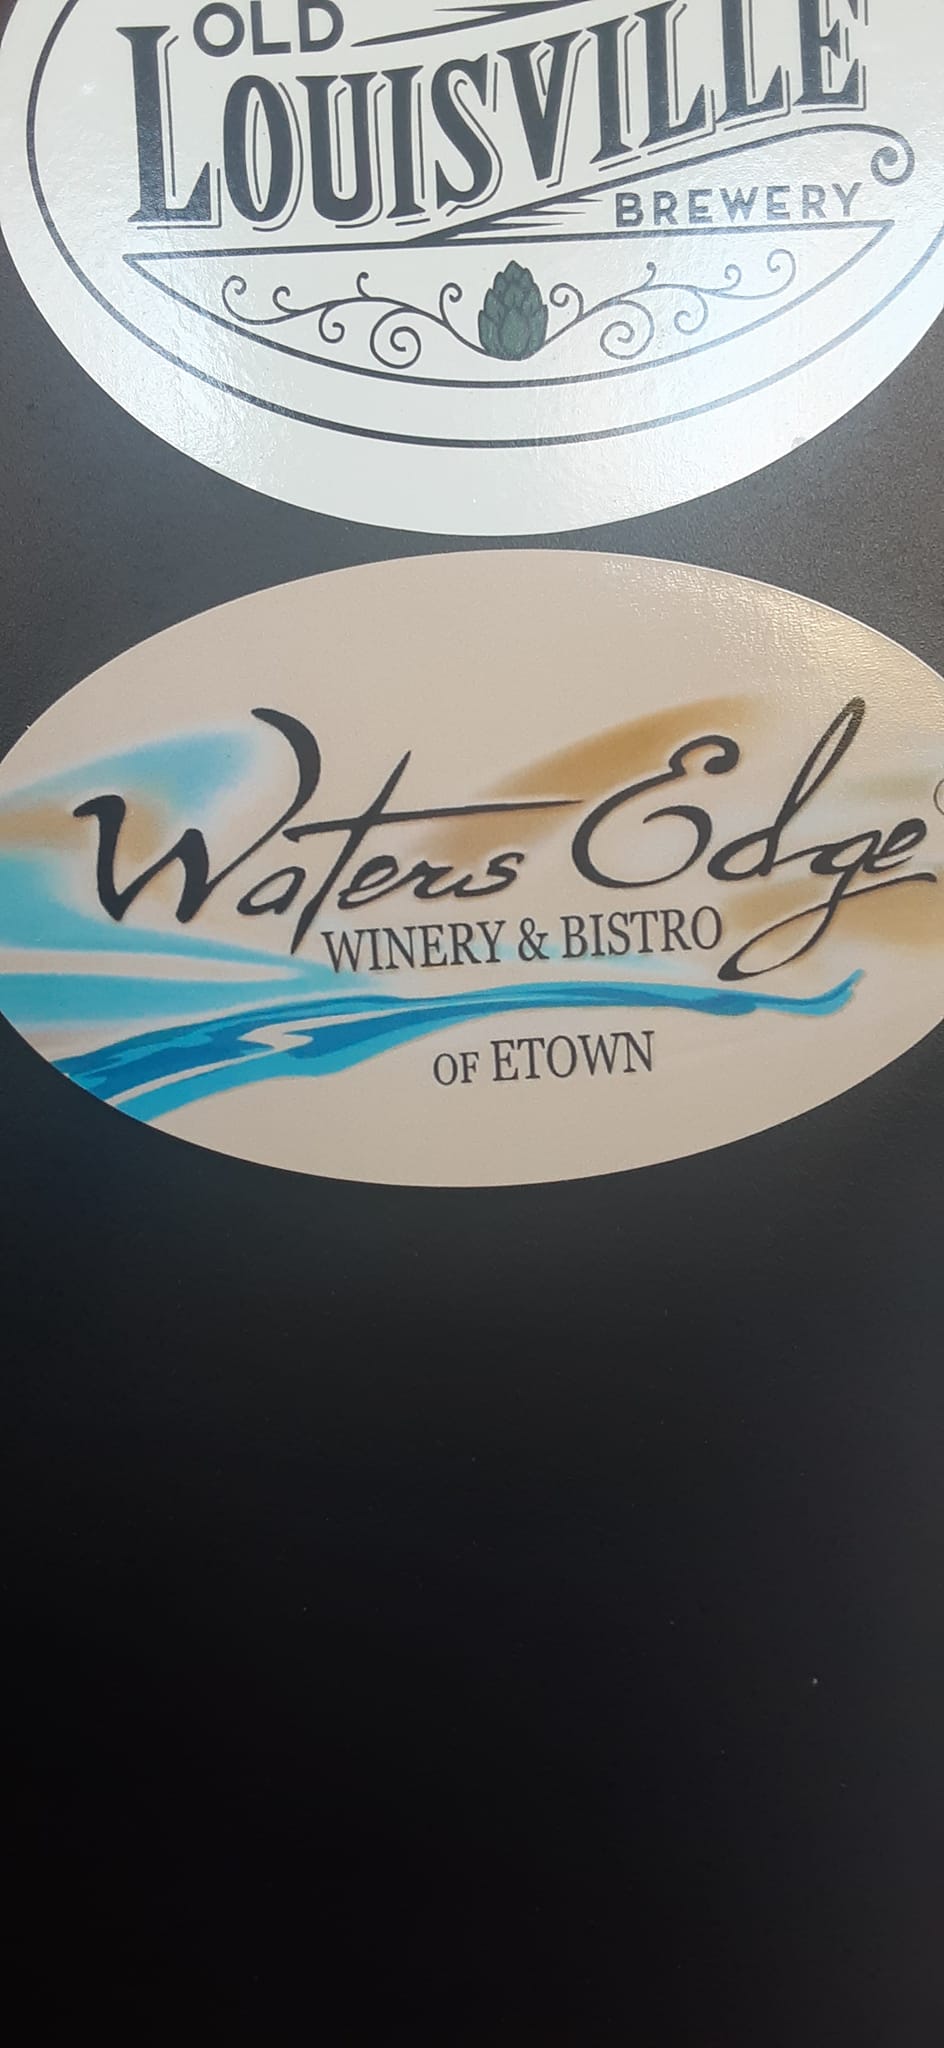 OLD
LOUISVILLE
BREWERY
Waters Edge
WINERY & BISTRO
OF ETOWN